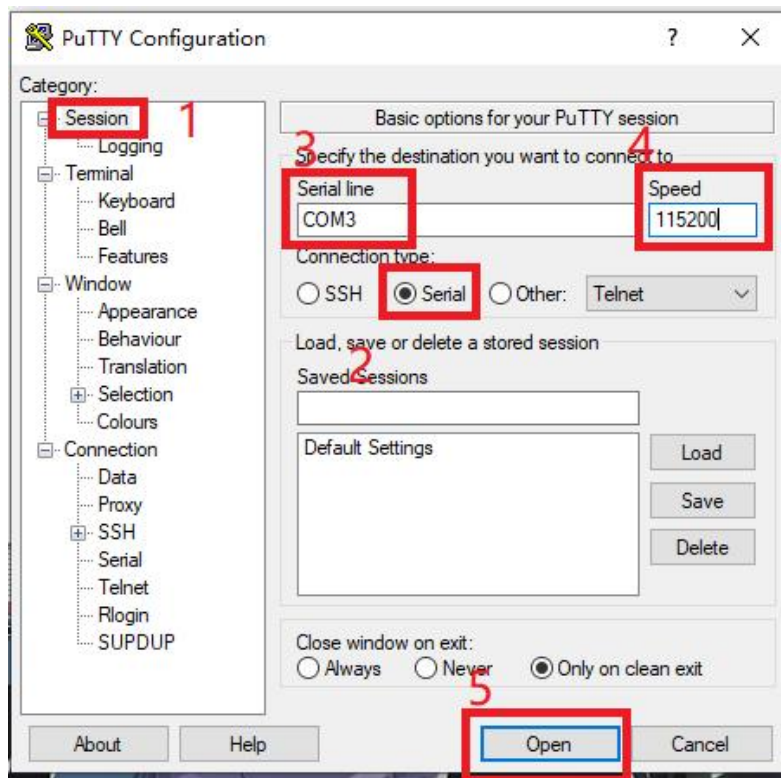 PuTTY Configuration
?
Category:
Session
1
Logging
Terminal
Keyboard
Bell
Features
Window
Appearance
Behaviour
Translation
Selection
Colours
Connection
Data
Proxy
SSH
Serial
Telnet
Rlogin
SUPDUP
Basic options for your PuTTY session
3
4
Specify the destination you want to connect to
Serial line
Speed
COM3
115200
Connection type:
SSH
Serial
Other:
Telnet
Load, save or delete a stored session
2
Saved Sessions
Default Settings
Load
Save
Delete
Close window on exit:
Always
Never
Only on clean exit
5
About
Help
Open
Cancel